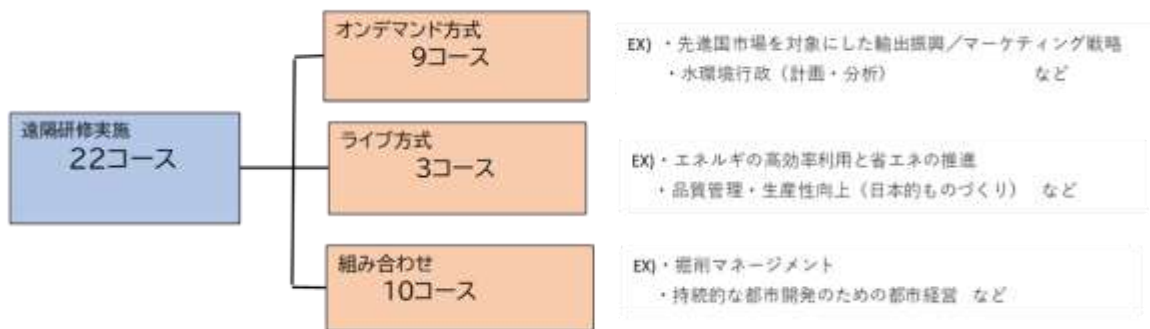 遠隔研修実施
22コース
オンデマンド方式
9コース
EX) ・先進国市場を対象にした輸出振興／マーケティング戦略
・水環境行政（計画・分析） など
ライブ方式
3コース
EX)・エネルギの高効率利用と省エネの推進
・品質管理・生産性向上（日本的ものづくり） など
組み合わせ
10コース
EX)・掘削マネージメント
・持続的な都市開発のための都市経営 など